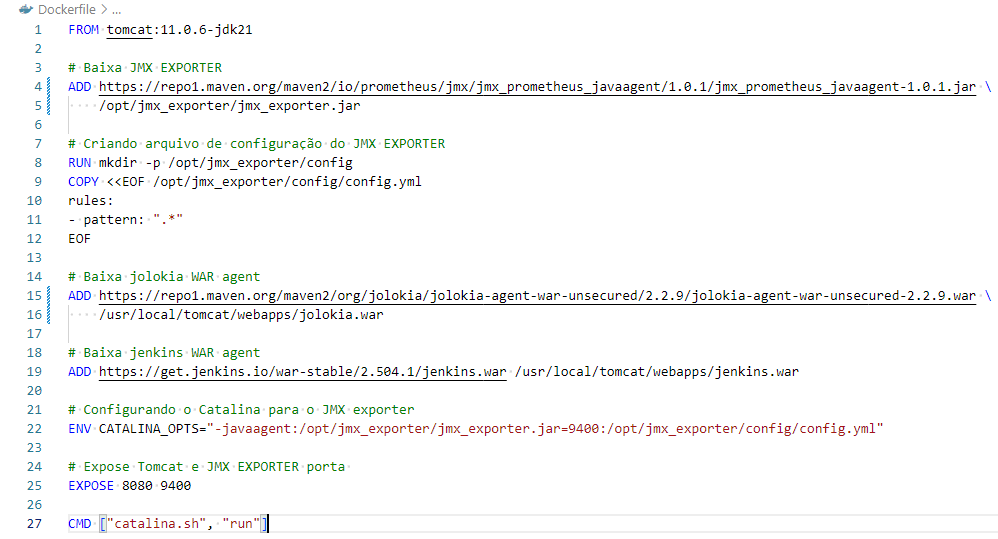 Dockerfile > ...
1 FROM tomcat:11.0.6-jdk21
2
3 # Baixa JMX EXPORTER
4 ADD https://repo1.maven.org/maven2/io/prometheus/jmx/jmx_prometheus_javaagent/1.0.1/jmx_prometheus_javaagent-1.0.1.jar \
5     /opt/jmx_exporter/jmx_exporter.jar
6
7 # Criando arquivo de configuração do JMX EXPORTER
8 RUN mkdir -p /opt/jmx_exporter/config
9 COPY <<EOF /opt/jmx_exporter/config/config.yml
10 rules:
11 - pattern: ".*"
12 EOF
13
14 # Baixa jolokia WAR agent
15 ADD https://repo1.maven.org/maven2/org/jolokia/jolokia-agent-war-unsecured/2.2.9/jolokia-agent-war-unsecured-2.2.9.war \
16     /usr/local/tomcat/webapps/jolokia.war
17
18 # Baixa jenkins WAR agent
19 ADD https://get.jenkins.io/war-stable/2.504.1/jenkins.war /usr/local/tomcat/webapps/jenkins.war
20
21 # Configurando o Catalina para o JMX exporter
22 ENV CATALINA_OPTS="-javaagent:/opt/jmx_exporter/jmx_exporter.jar=9400:/opt/jmx_exporter/config/config.yml"
23
24 # Expose Tomcat e JMX EXPORTER porta
25 EXPOSE 8080 9400
26
27 CMD ["catalina.sh", "run"]